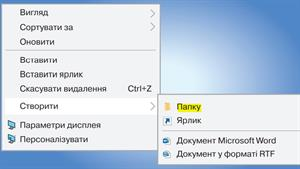 Вигляд
Сортувати за
Оновити
Вставити
Вставити ярлик
Скасувати видалення Ctrl+Z
Створити
Параметри дисплея
Персоналізувати
Папку
Ярлик
Документ Microsoft Word
Документ у форматі RTF